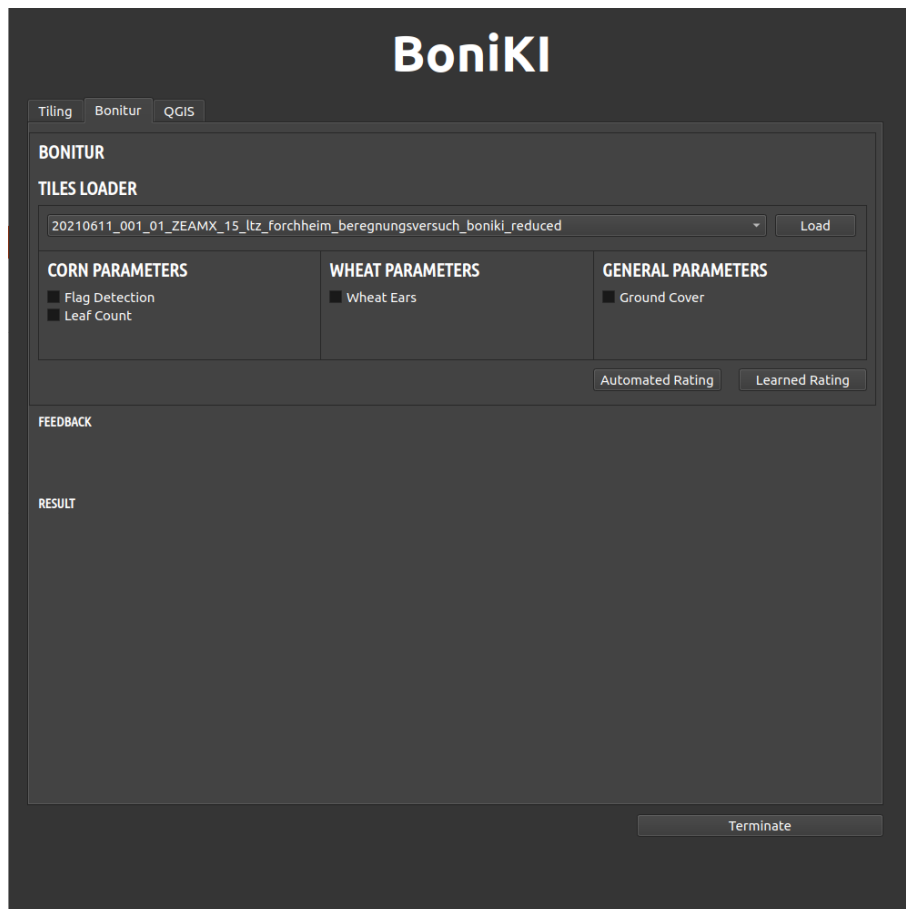 BoniKI
Tiling Bonitur QGIS
BONITUR
TILES LOADER
20210611_001_01_ZEAMX_15_ltz_forchheim_beregnungsversuch_boniki_reduced Load
CORN PARAMETERS WHEAT PARAMETERS GENERAL PARAMETERS
Flag Detection Wheat Ears Ground Cover
Leaf Count
Automated Rating Learned Rating
FEEDBACK
RESULT
Terminate